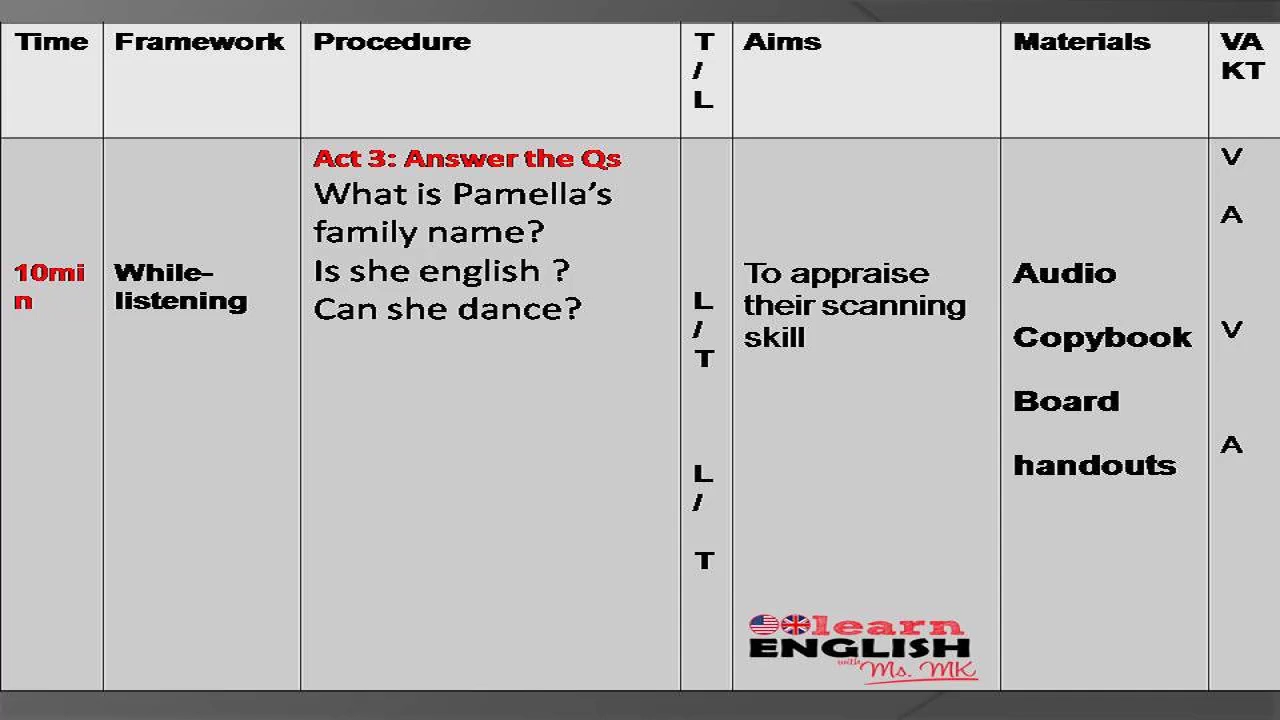 Time
Framework
Procedure
T
/
L
Aims
Materials
VA
KT
10mi
n
While-
listening
Act 3: Answer the Qs
What is Pamella's
family name?
Is she english ?
Can she dance?
L
/
T
L
/
T
To appraise
their scanning
skill
Audio
Copybook
Board
handouts
V
A
V
A
learn
ENGLISH
with Ms. MK